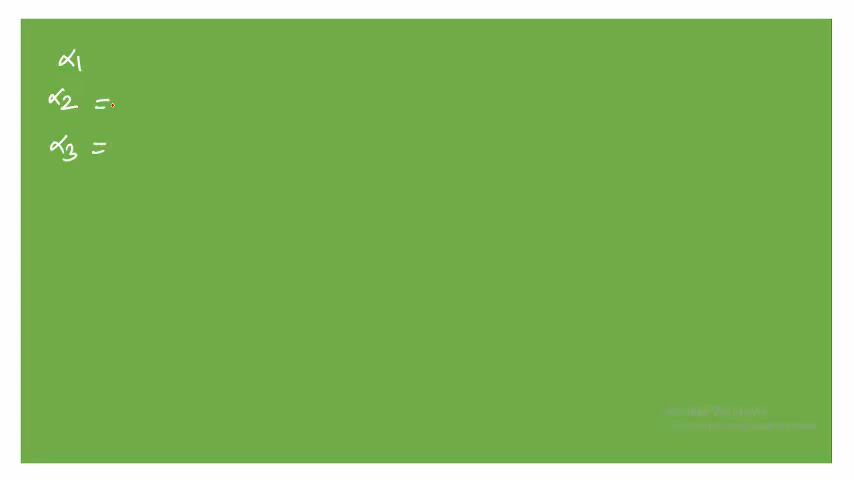 α1
α2 =
α3 =